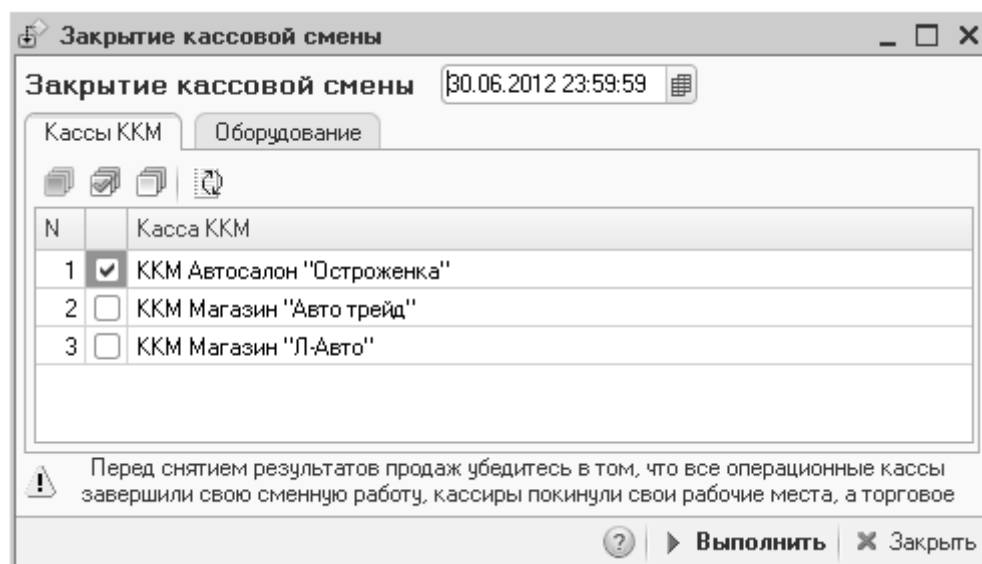 Закрытие кассовой смены
Закрытие кассовой смены 30.06.2012 23:59:59
Кассы ККМ Оборудование
N Касса ККМ
1 ККМ Автосалон "Остроженка"
2 ККМ Магазин "Авто трейд"
3 ККМ Магазин "Л-Авто"
Перед снятием результатов продаж убедитесь в том, что все операционные кассы
завершили свою сменную работу, кассиры покинули свои рабочие места, а торговое
? Выполнить Закрыть